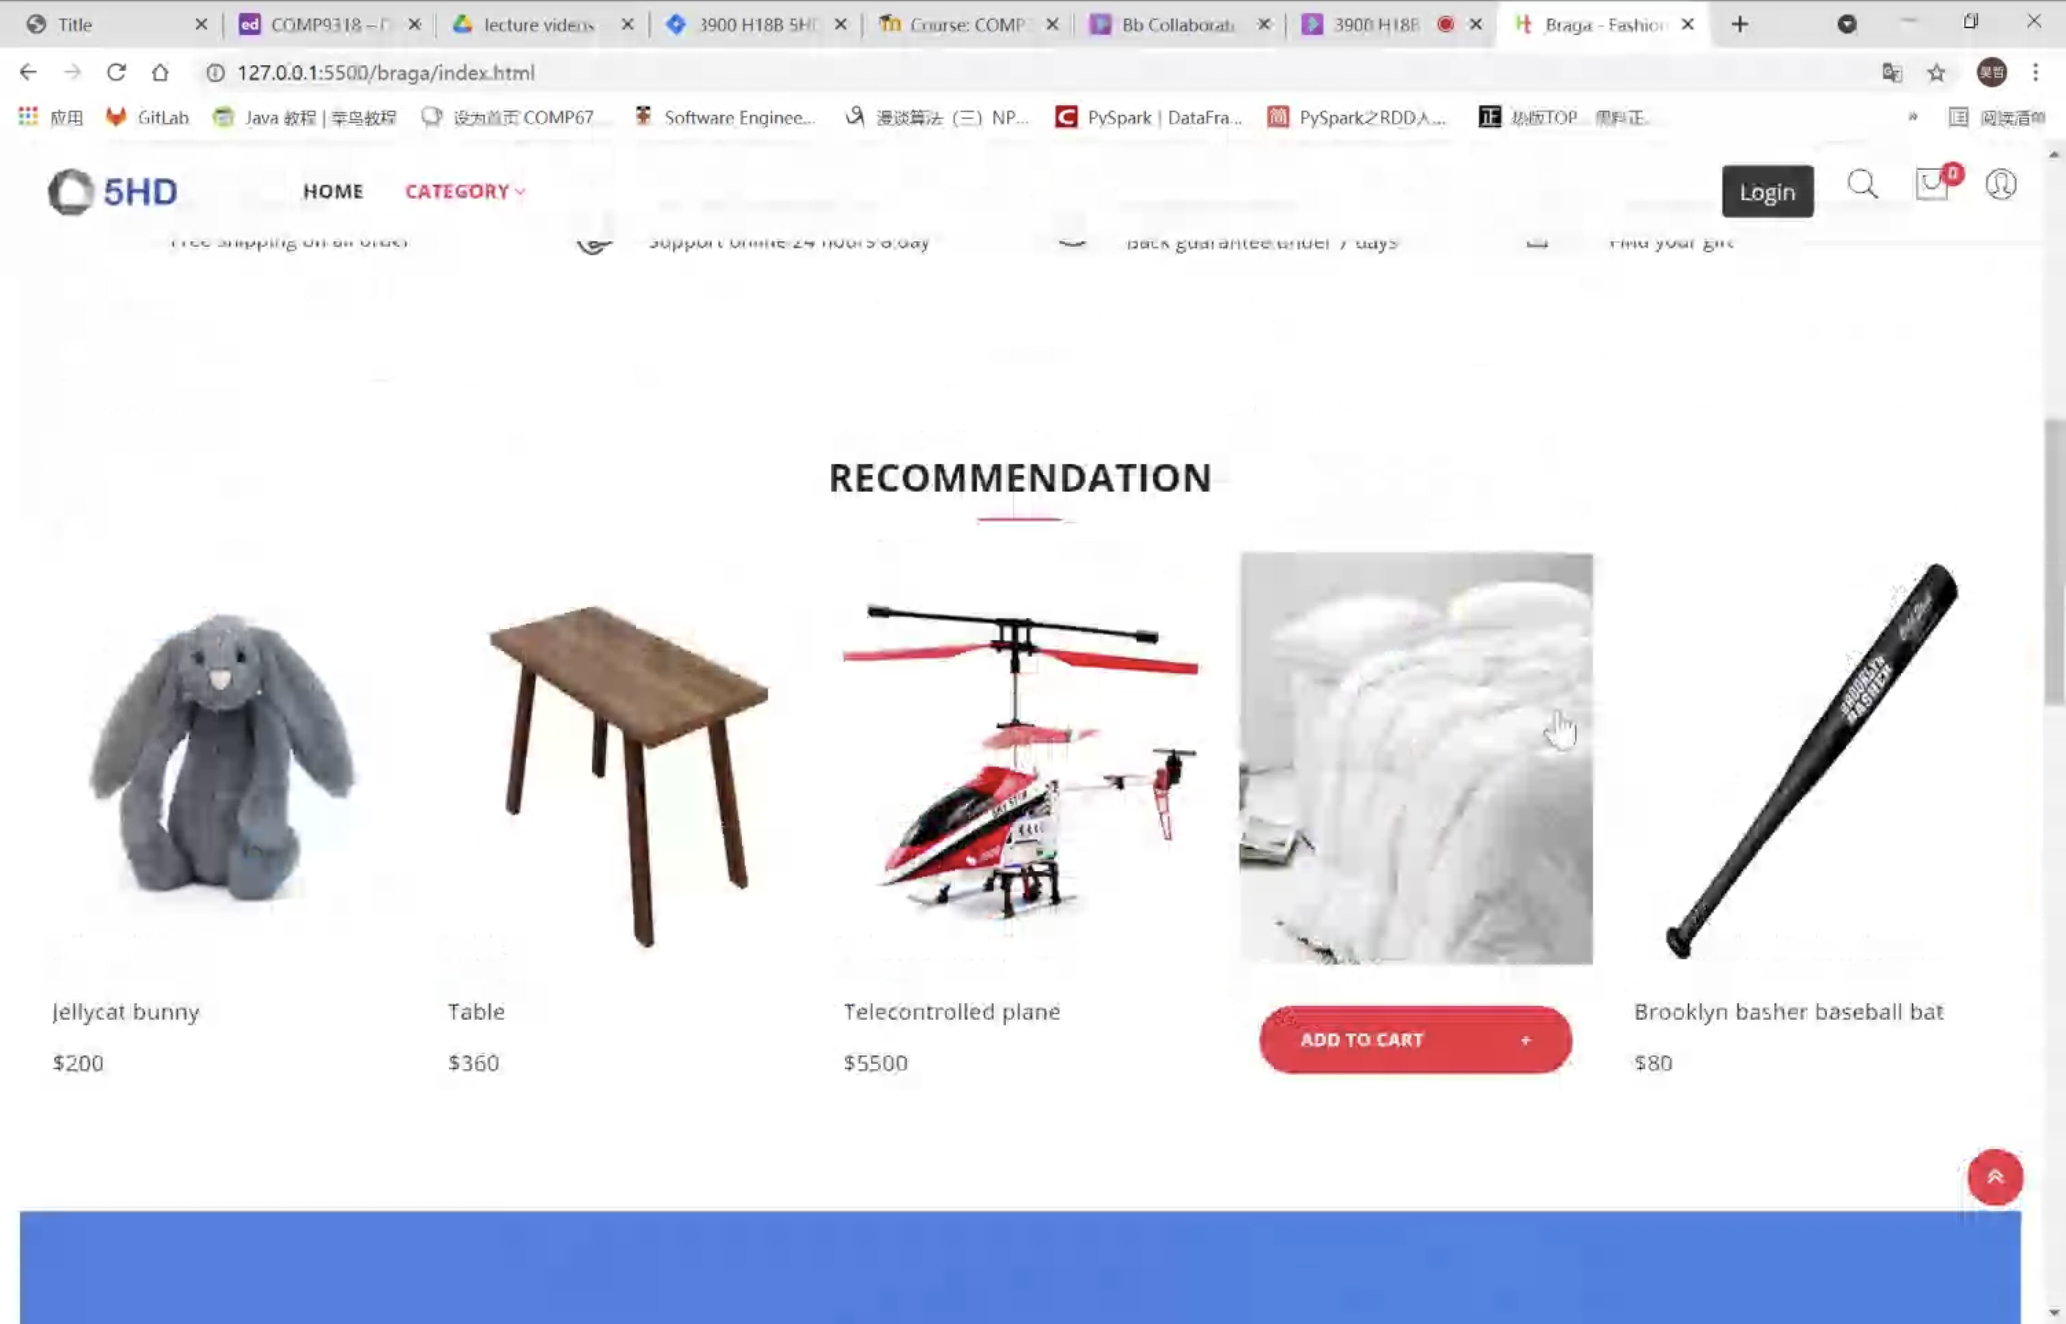 Title
COMP9318 –
lecture videos
3900 H18B 5H
Course: COMP
Bb Collaborat
3900 H18B
Braga - Fashion
127.0.0.1:5500/braga/index.html
应用
GitLab
Java 教程 | 菜鸟教程
设为首页 COMP67...
Software Enginee...
漫谈算法（三）NP...
PySpark | DataFra...
PySpark之RDD入...
阅读清单
5HD
HOME
CATEGORY
Login
0
Free shipping on all order
Support online 24 hours a day
Back guarantee under 7 days
Find your gift
RECOMMENDATION
BROOKLYN
BASHER
Jellycat bunny
Table
Telecontrolled plane
ADD TO CART +
Brooklyn basher baseball bat
$200
$360
$5500
$80